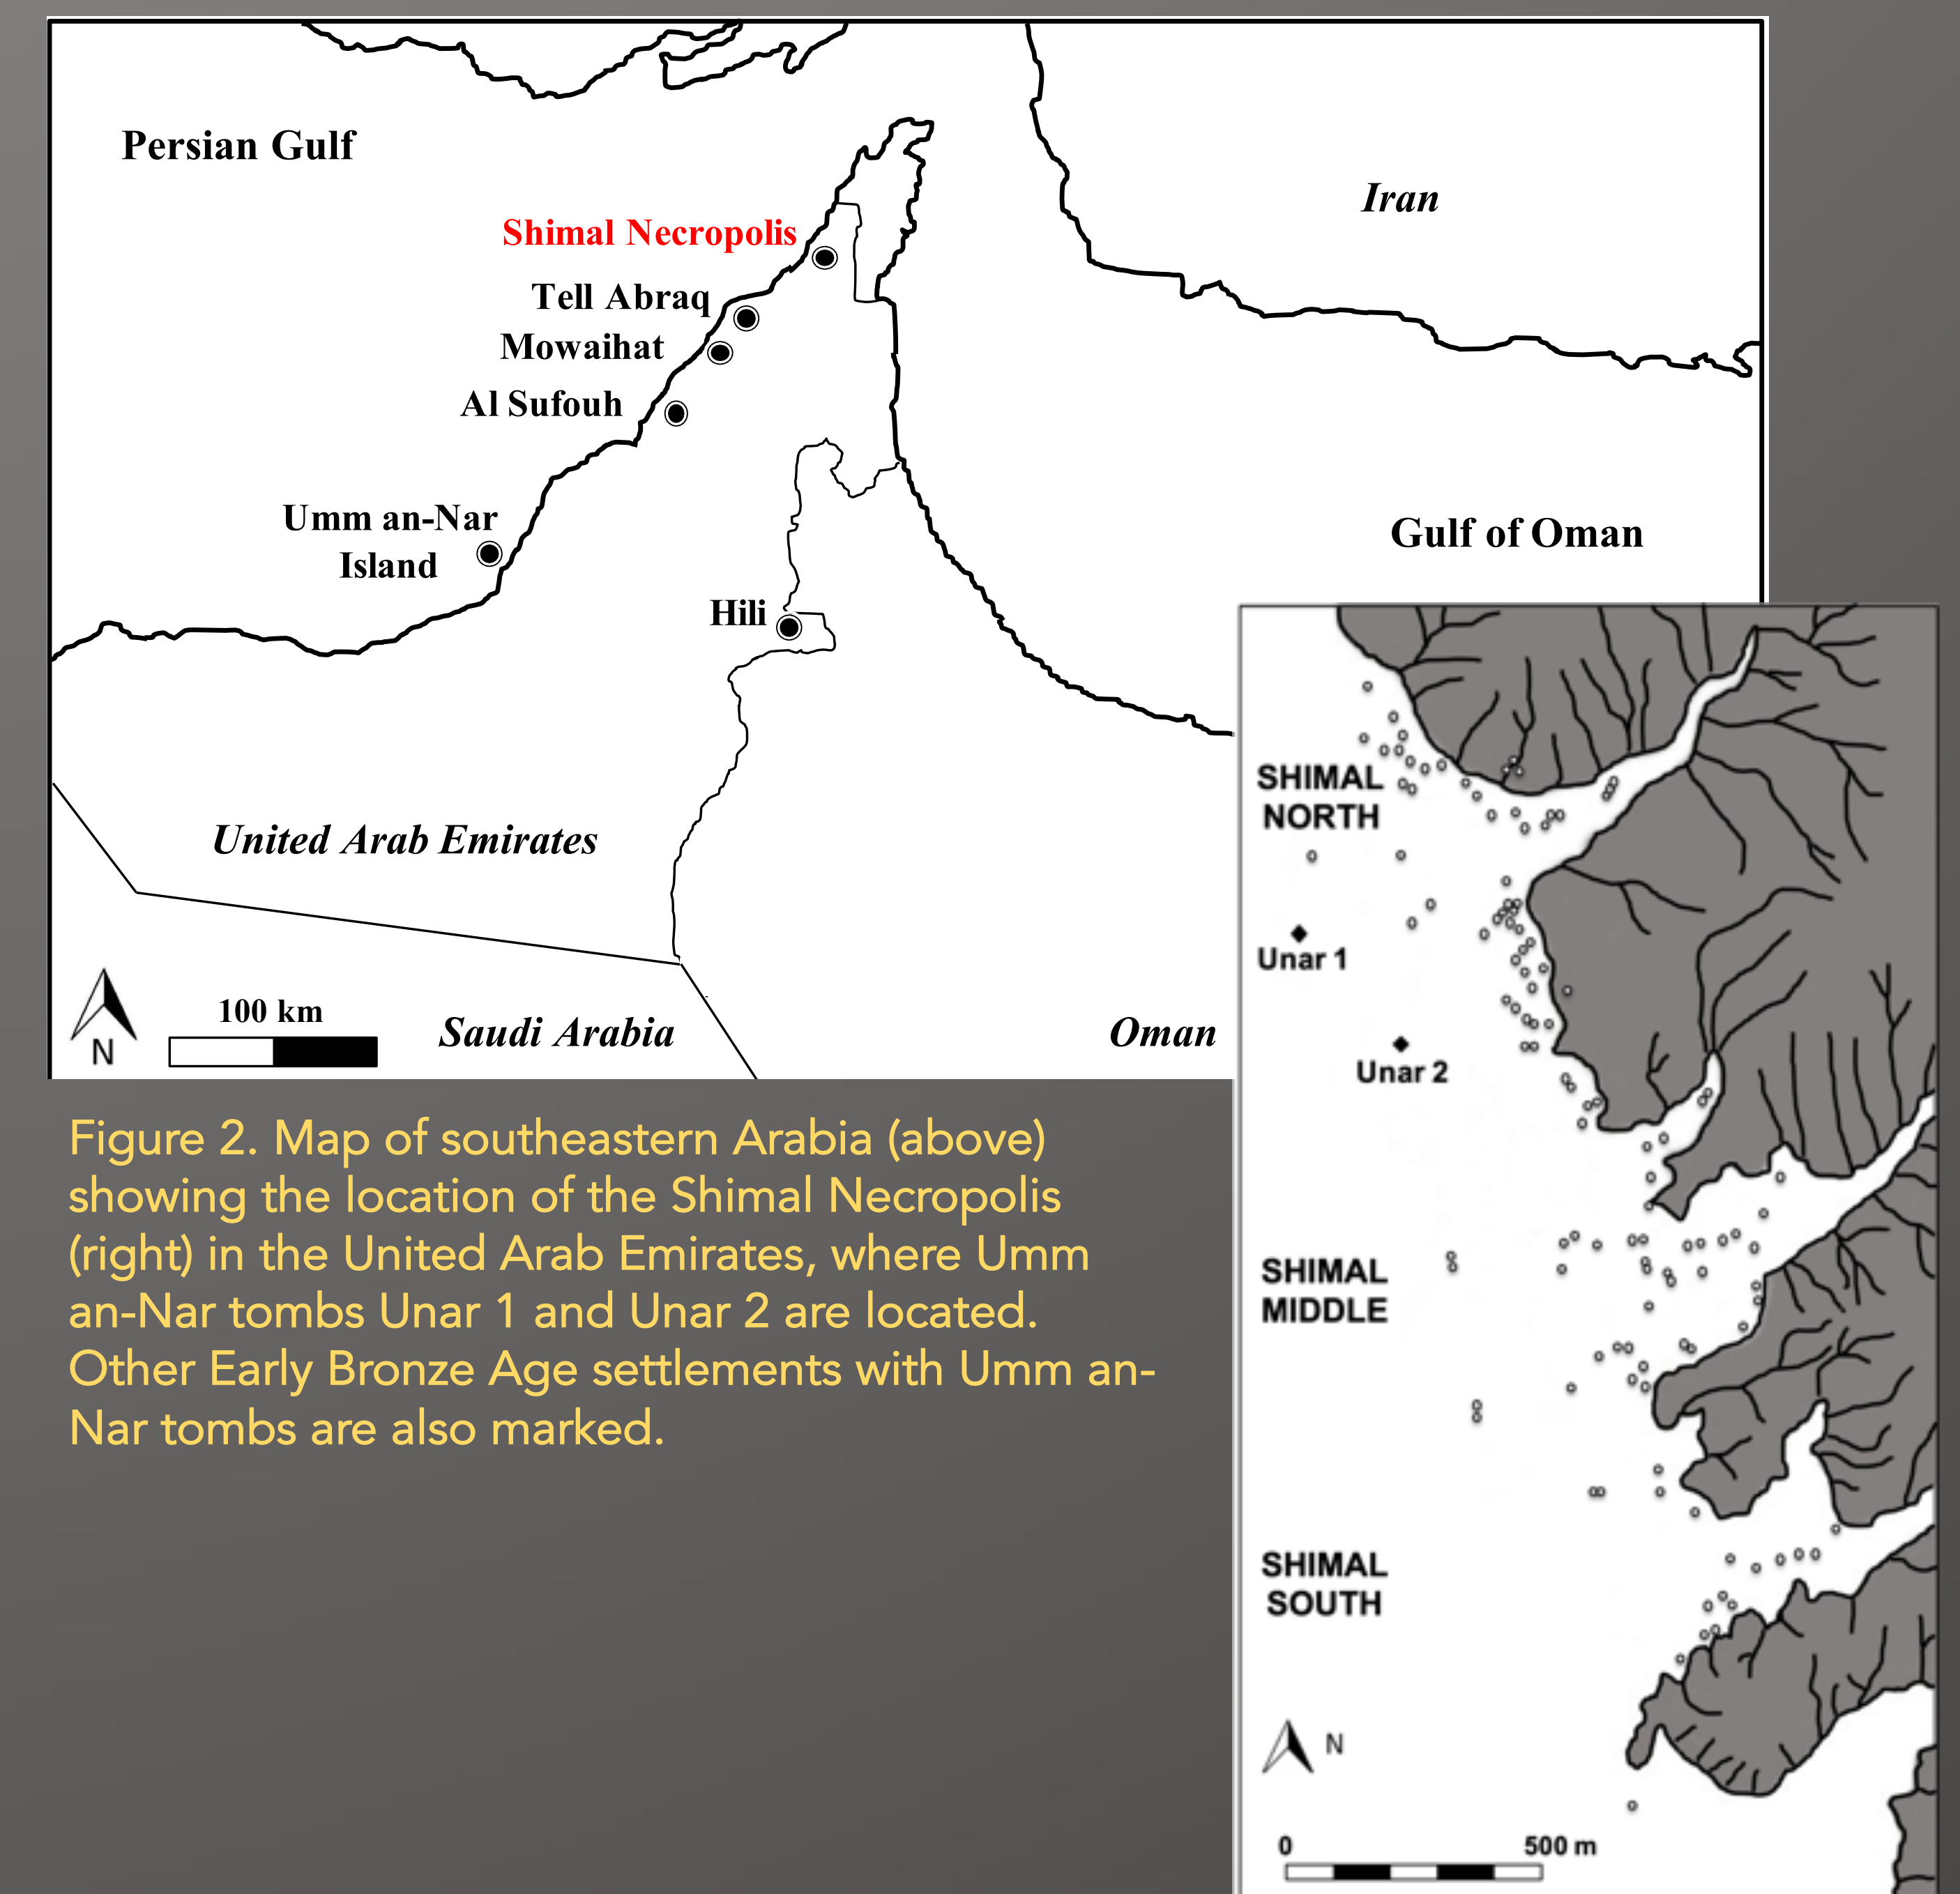 Persian Gulf
Iran
Shimal Necropolis
Tell Abraq
Mowaihat
Al Sufouh
Umm an-Nar
Island
Gulf of Oman
Hili
United Arab Emirates
100 km
N
Saudi Arabia
Oman
SHIMAL
NORTH
Unar 1
Unar 2
SHIMAL
MIDDLE
SHIMAL
SOUTH
N
0 500 m
Figure 2. Map of southeastern Arabia (above)
showing the location of the Shimal Necropolis
(right) in the United Arab Emirates, where Umm
an-Nar tombs Unar 1 and Unar 2 are located.
Other Early Bronze Age settlements with Umm an-
Nar tombs are also marked.